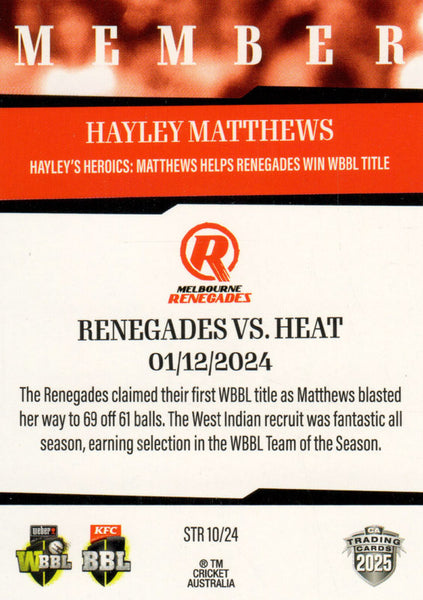 MEMBER
HAYLEY MATTHEWS
HAYLEY'S HEROICS: MATTHEWS HELPS RENEGADES WIN WBBL TITLE
R
MELBOURNE
RENEGADES
RENEGADES VS. HEAT
01/12/2024
The Renegades claimed their first WBBL title as Matthews blasted
her way to 69 off 61 balls. The West Indian recruit was fantastic all
season, earning selection in the WBBL Team of the Season.
weber
WBBL
KFC
BBL
STR 10/24
® TM
CRICKET
AUSTRALIA
CA
TRADING
CARDS
2025